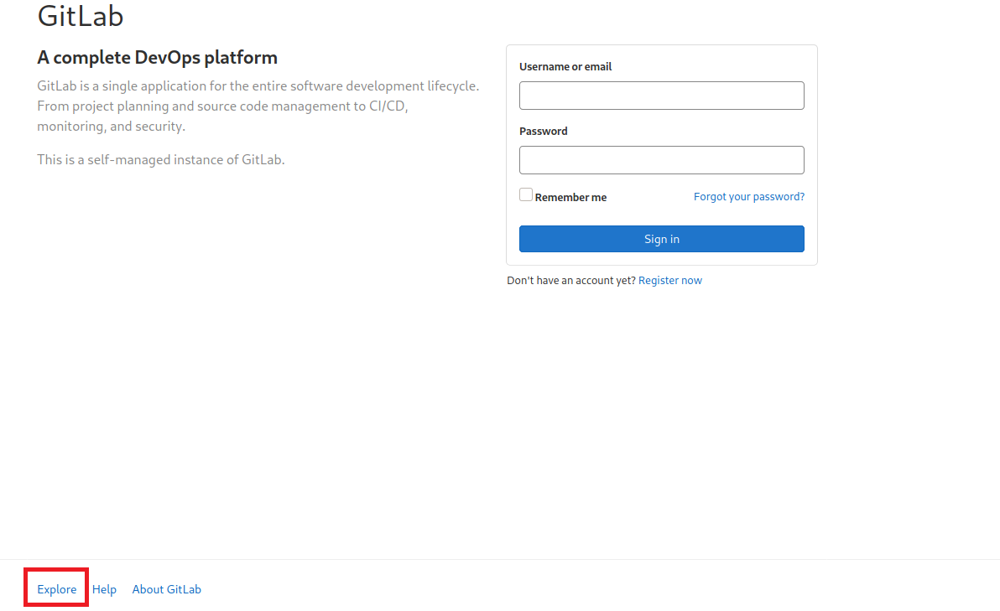 GitLab
A complete DevOps platform
GitLab is a single application for the entire software development lifecycle.
From project planning and source code management to CI/CD,
monitoring, and security.
This is a self-managed instance of GitLab.
Username or email
Password
Remember me
Forgot your password?
Sign in
Don't have an account yet? Register now
Explore Help About GitLab